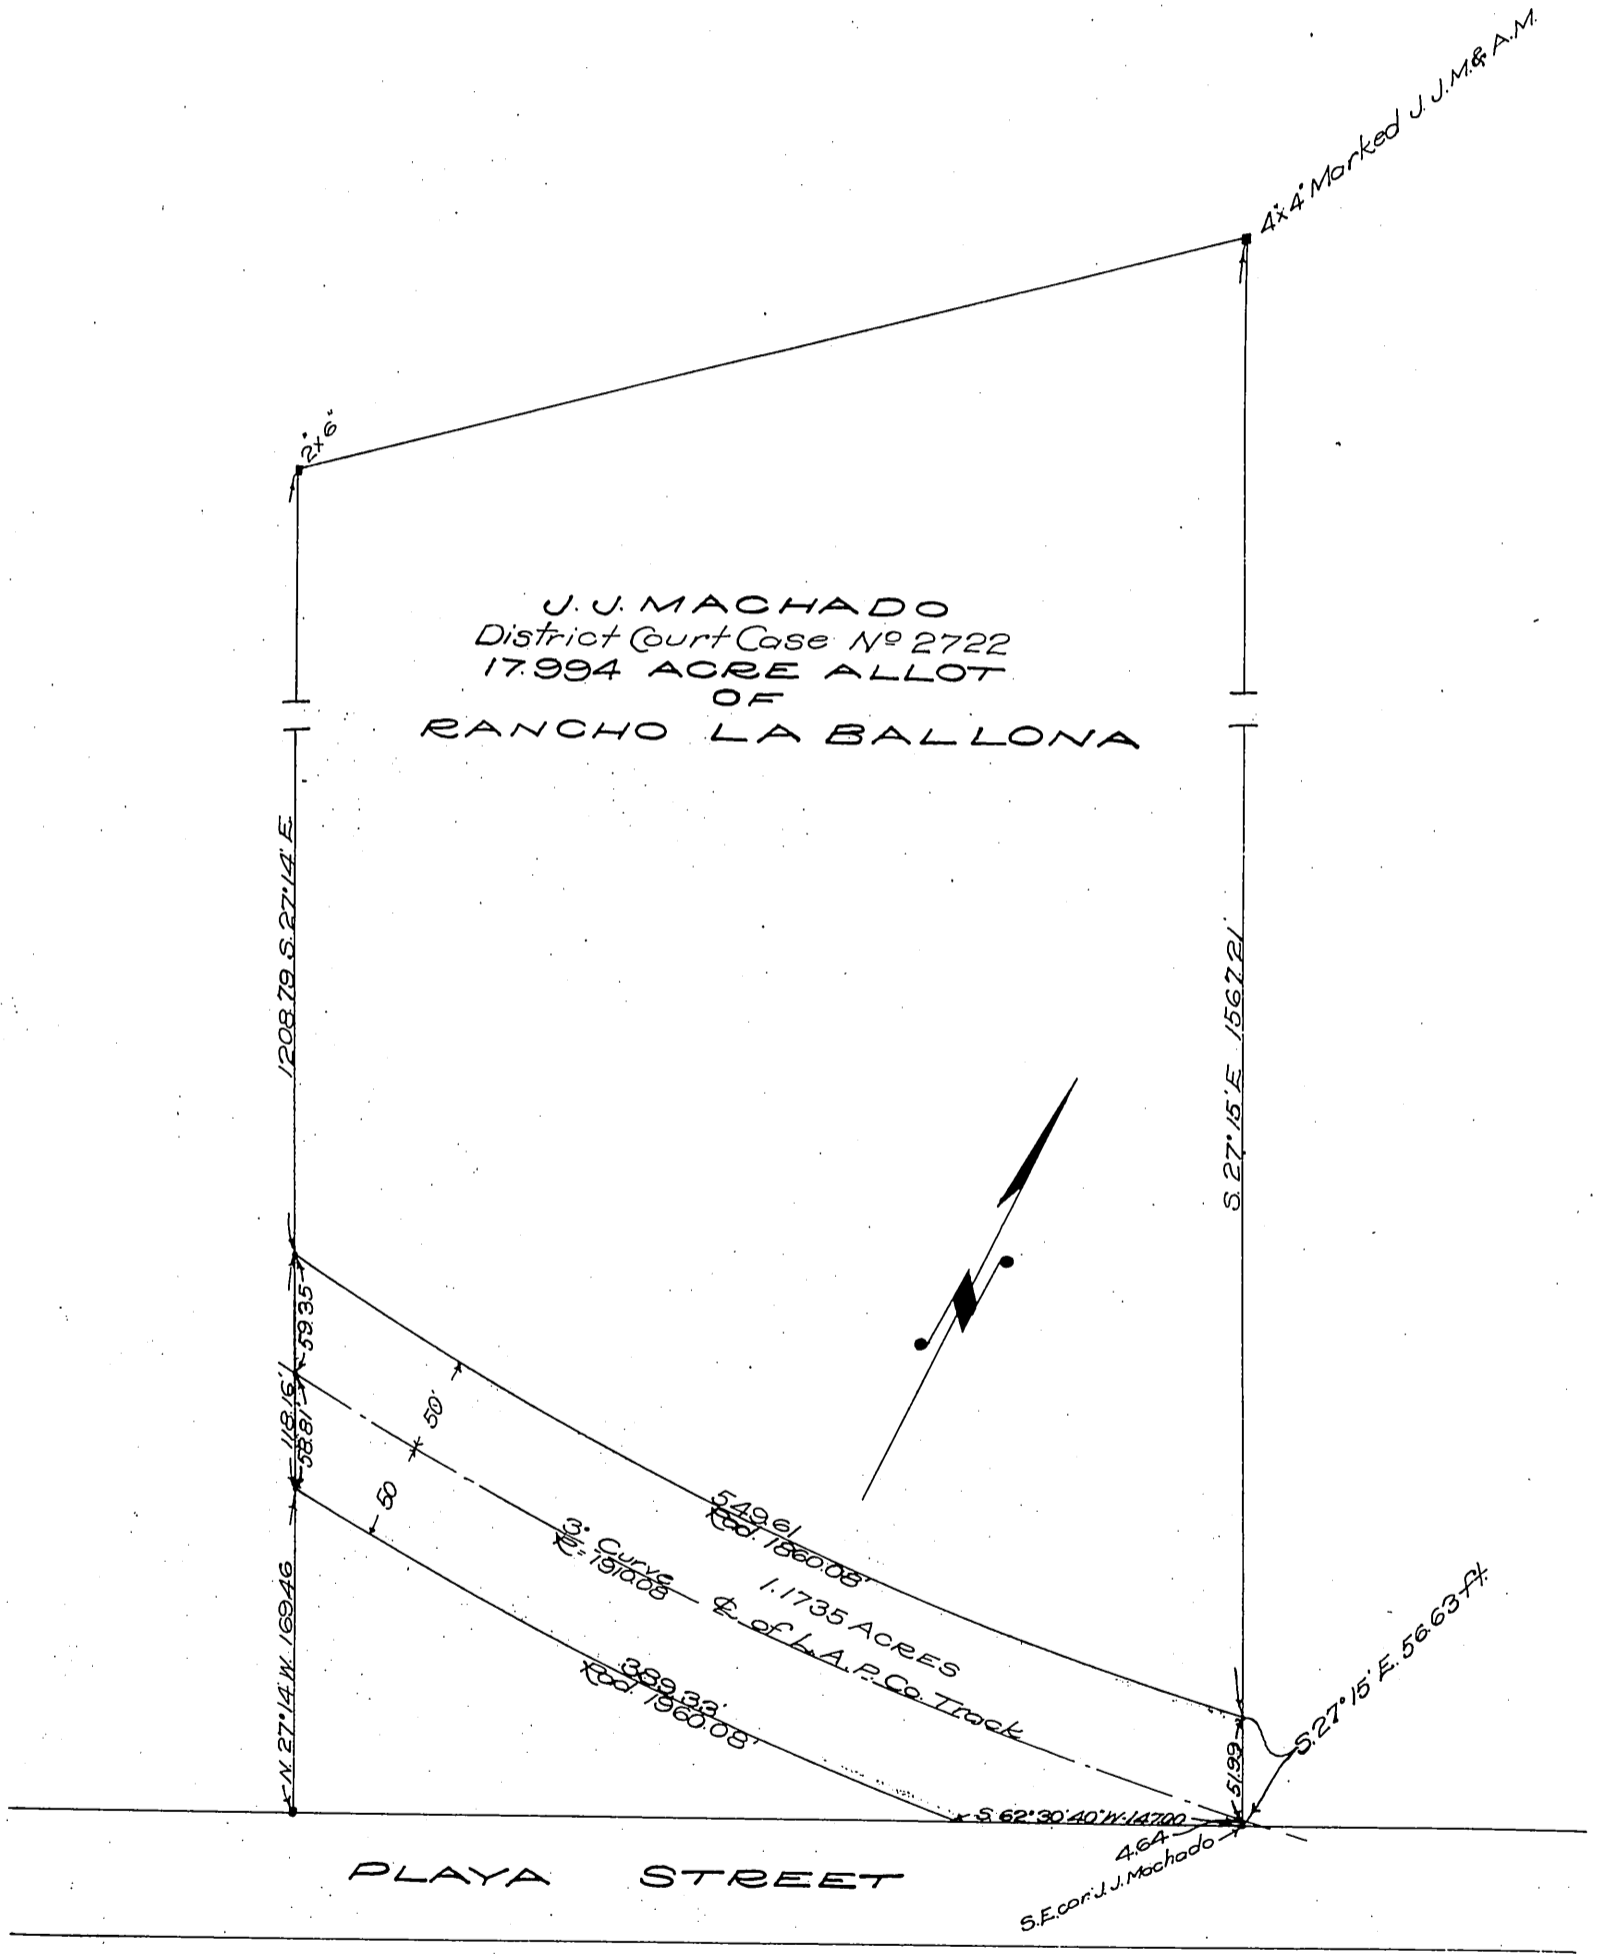 4"x4" Marked J.J.M.& A.M.
2"x6"
J.J. MACHADO
District Court Case Nº 2722
17.994 ACRE ALLOT
OF
RANCHO LA BALLONA
1208.79 S.27°14' E.
S. 27° 15' E 1567.21'
59.35
118.16'
58.81'
50'
50
N. 27°14' W. 169.46
549.61
Rad. 1860.08'
3° Curve
R = 1910.08
1.1735 ACRES
℄ of L.A.P. Co. Track
389.33'
Rad. 1960.08'
51.99
S.27°15' E. 56.63 ft.
S. 62° 30' 40" W. 147.00
4.64
S.E. cor. J.J. Machado
PLAYA STREET